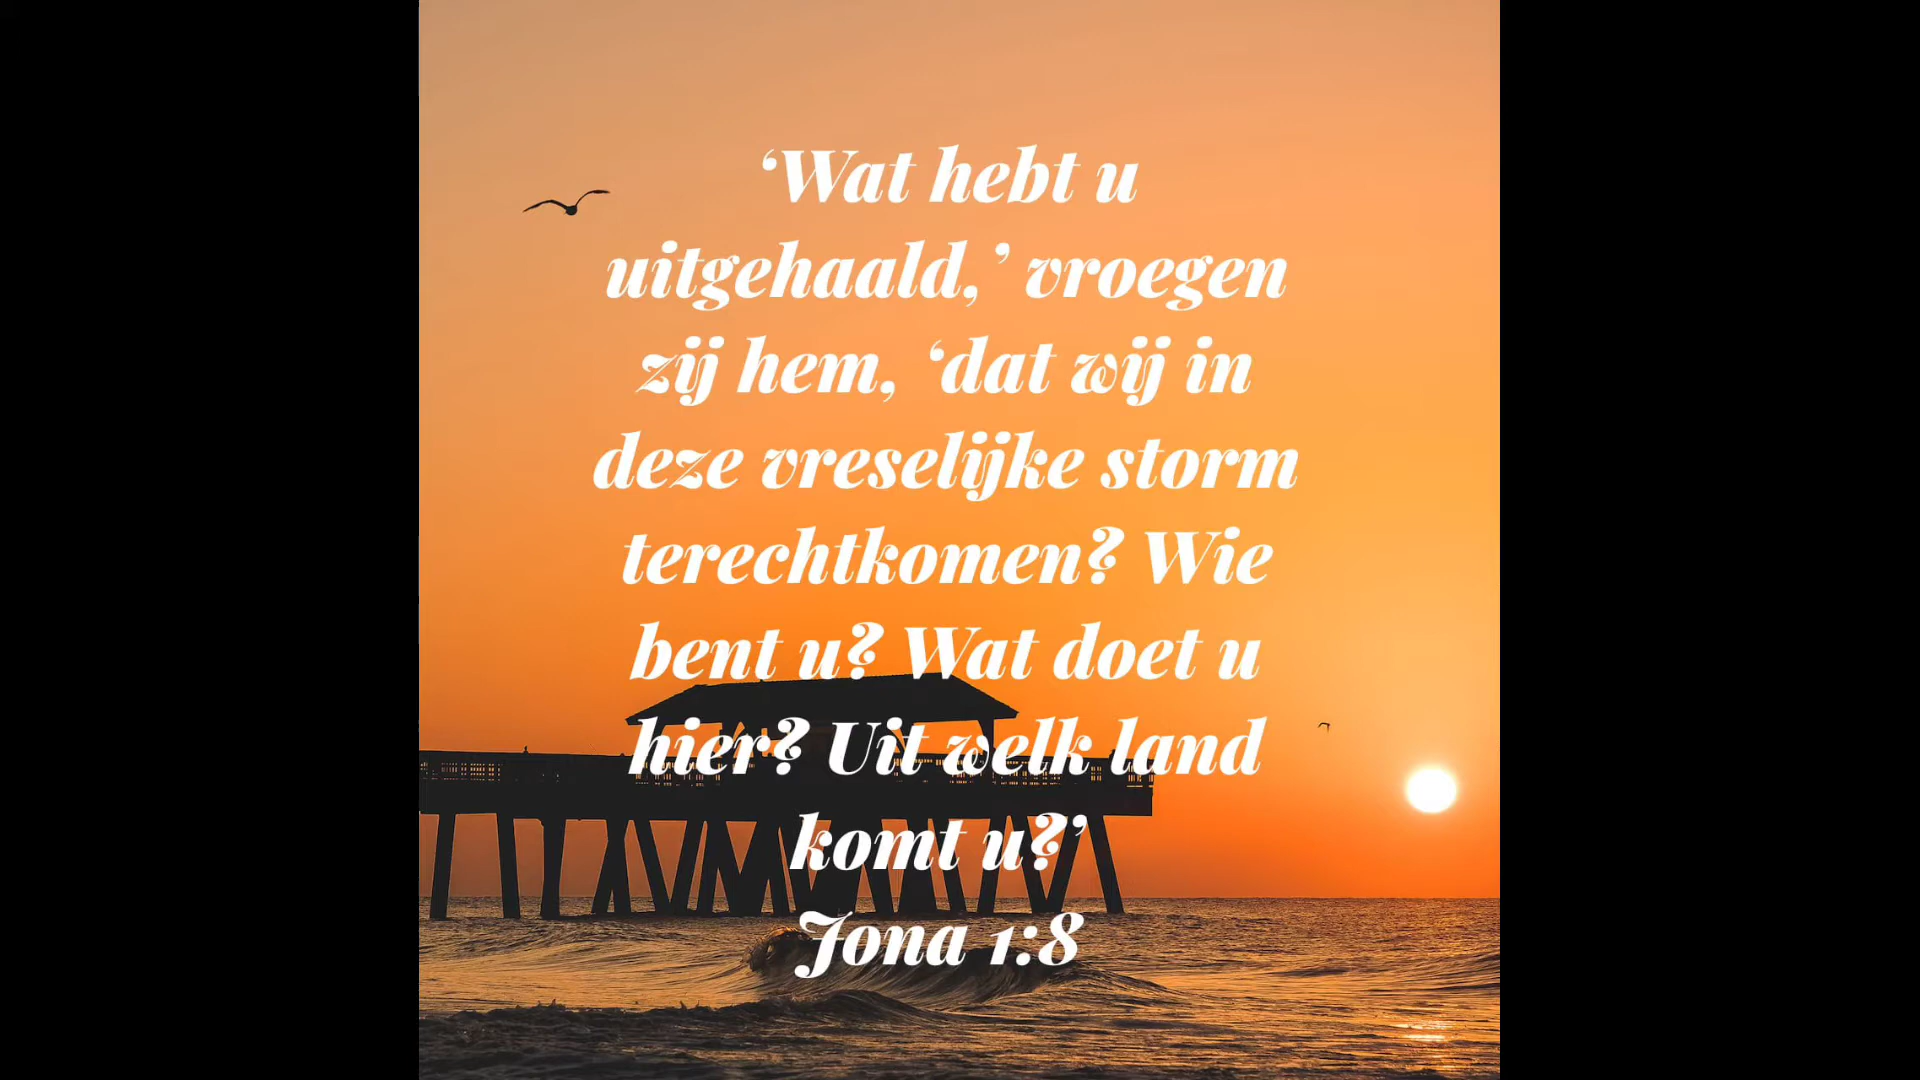 ‘Wat hebt u
uitgehaald,’ vroegen
zij hem, ‘dat wij in
deze vreselijke storm
terechtkomen? Wie
bent u? Wat doet u
hier? Uit welk land
komt u?’
Jona 1:8